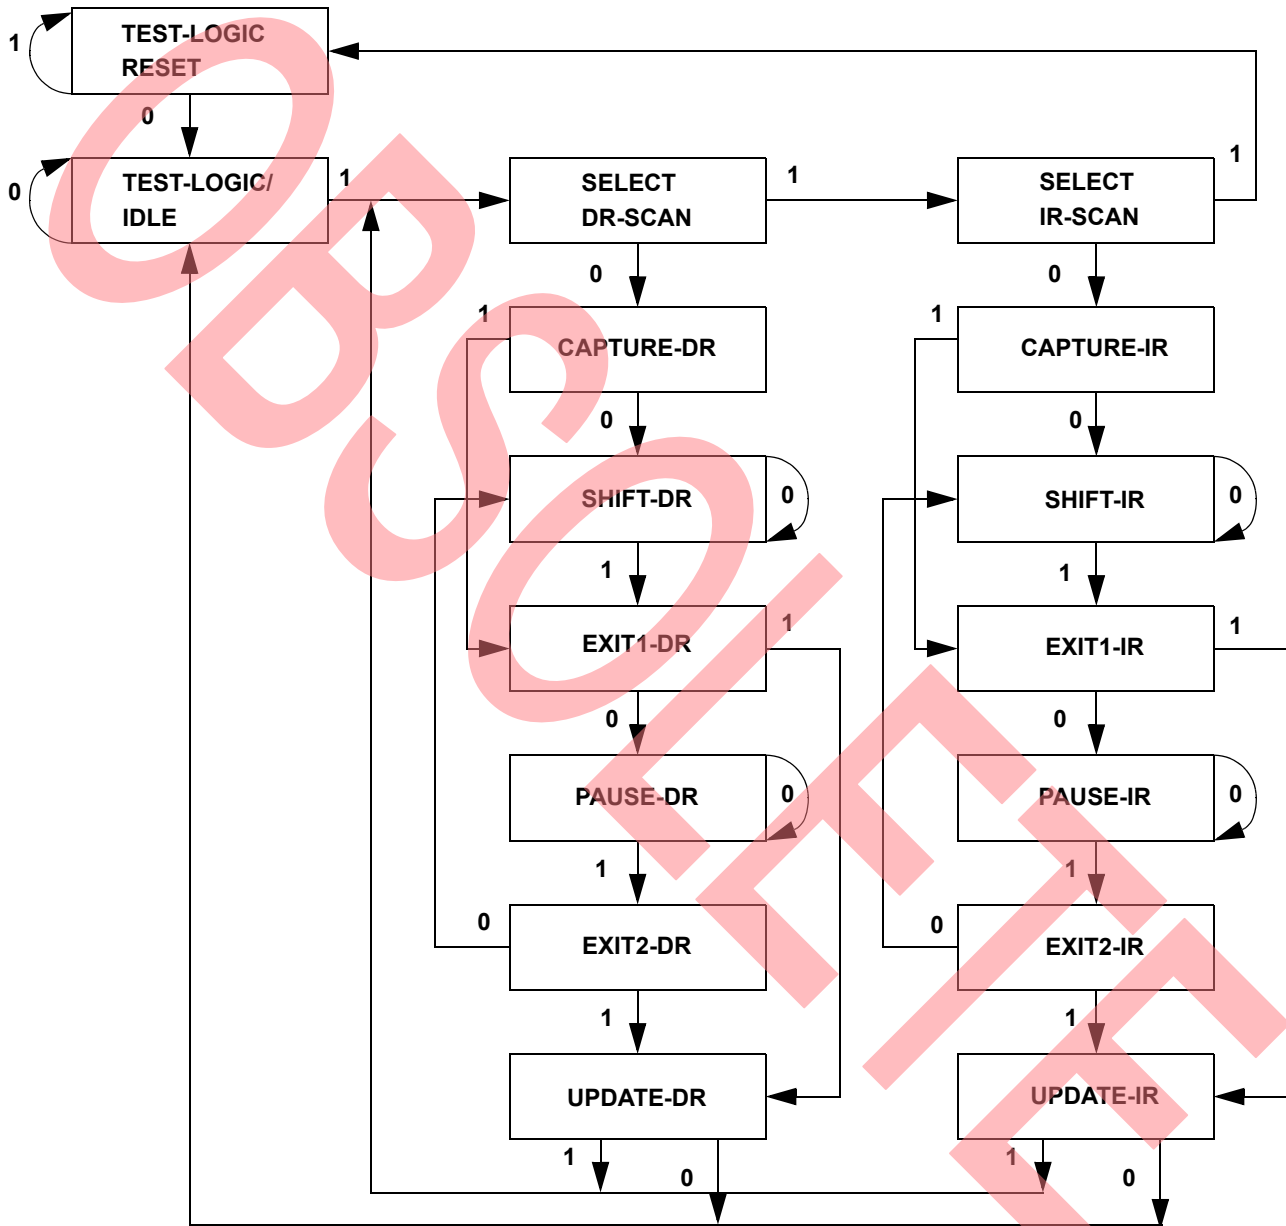 TEST-LOGIC
RESET
1
0
TEST-LOGIC/
IDLE
0
1
SELECT
DR-SCAN
1
SELECT
IR-SCAN
1
0
0
1
CAPTURE-DR
1
CAPTURE-IR
0
0
SHIFT-DR
0
SHIFT-IR
0
1
1
EXIT1-DR
1
EXIT1-IR
1
0
0
PAUSE-DR
0
PAUSE-IR
0
1
1
0
EXIT2-DR
0
EXIT2-IR
1
1
UPDATE-DR
UPDATE-IR
1
0
1
0
OBSOLETE